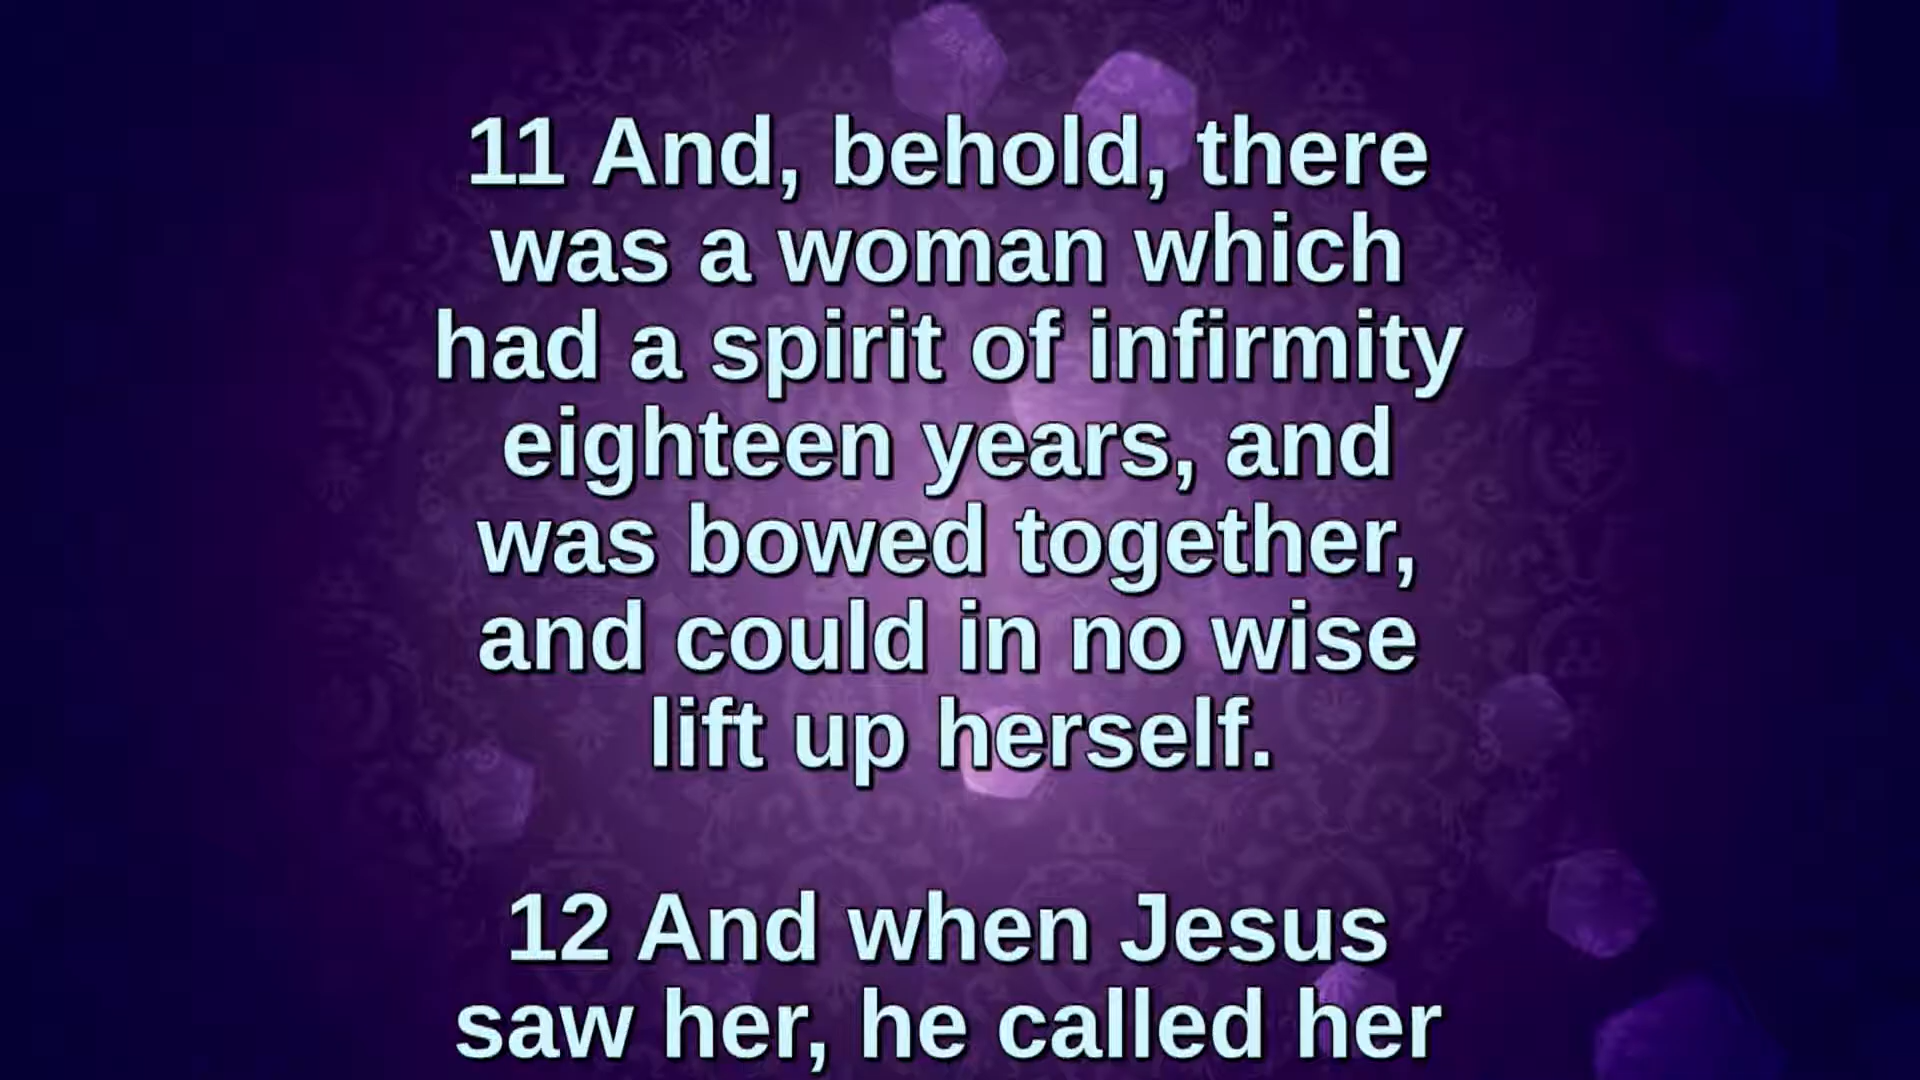 11 And, behold, there
was a woman which
had a spirit of infirmity
eighteen years, and
was bowed together,
and could in no wise
lift up herself.
12 And when Jesus
saw her, he called her